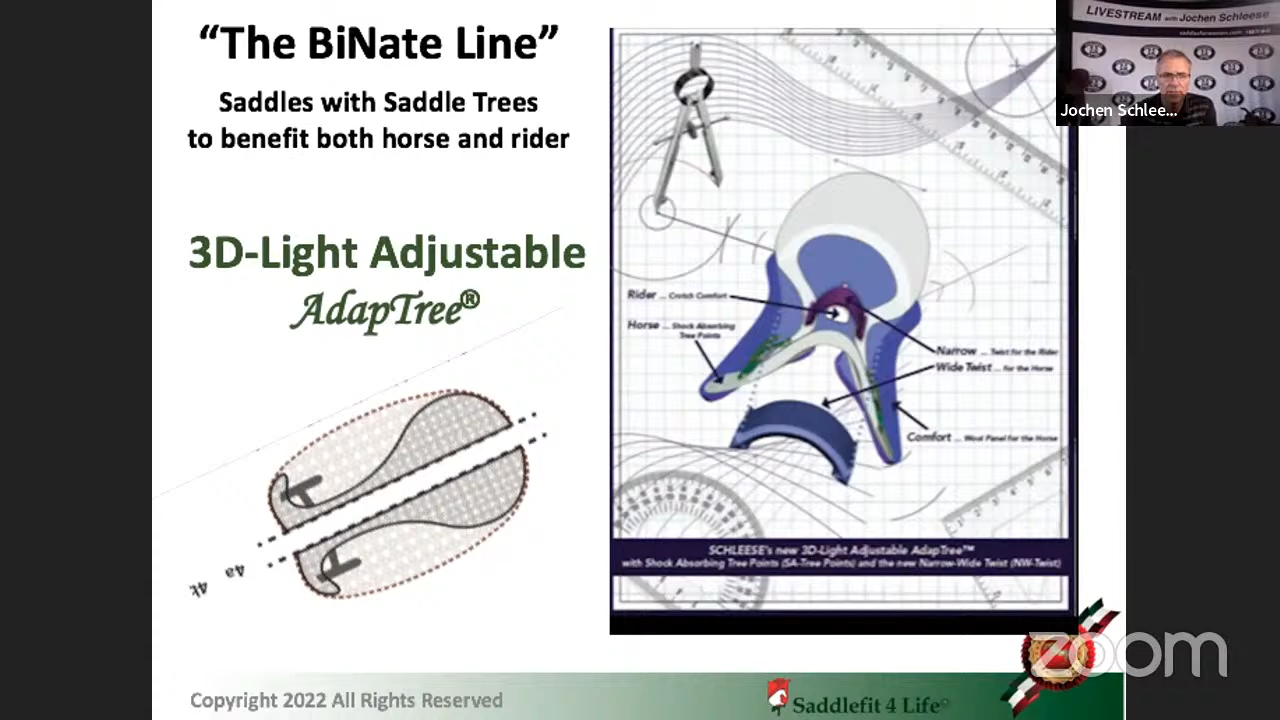 “The BiNate Line”
Saddles with Saddle Trees
to benefit both horse and rider
3D-Light Adjustable
AdapTree®
4k 4a
Rider ... Crotch Comfort
Horse ... Shock Absorbing
Tree Points
Narrow ... Twist for the Rider
Wide Twist ... for the Horse
Comfort ... Wool Panel for the Horse
SCHLEESE's new 3D-Light Adjustable AdapTree™
with Shock Absorbing Tree Points (SA-Tree Points) and the new Narrow-Wide Twist (NW-Twist)
LIVESTREAM with Jochen Schleese
Jochen Schlee...
zoom
Copyright 2022 All Rights Reserved
Saddlefit 4 Life®